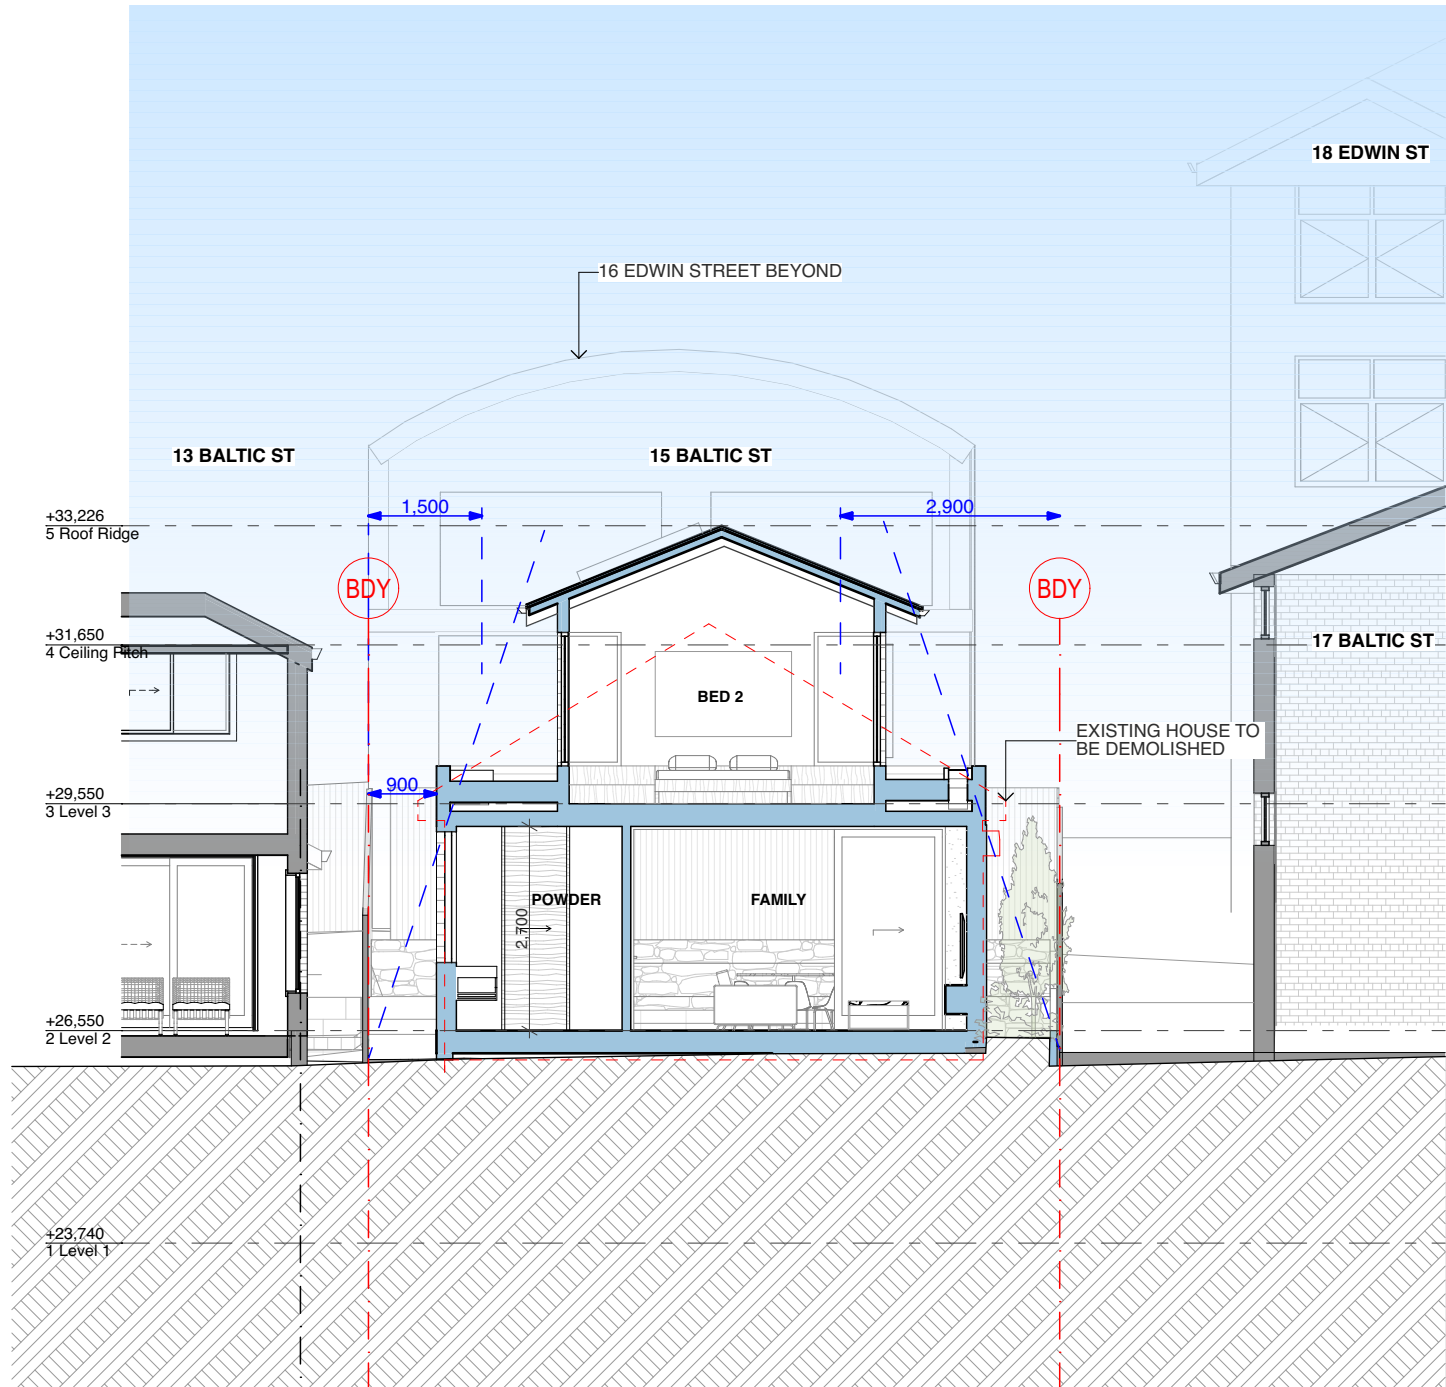 18 EDWIN ST
16 EDWIN STREET BEYOND
13 BALTIC ST
15 BALTIC ST
1,500
2,900
+33,226
5 Roof Ridge
BDY
BDY
+31,650
4 Ceiling Pitch
17 BALTIC ST
BED 2
EXISTING HOUSE TO
BE DEMOLISHED
900
+29,550
3 Level 3
POWDER
FAMILY
2,700
+26,550
2 Level 2
+23,740
1 Level 1